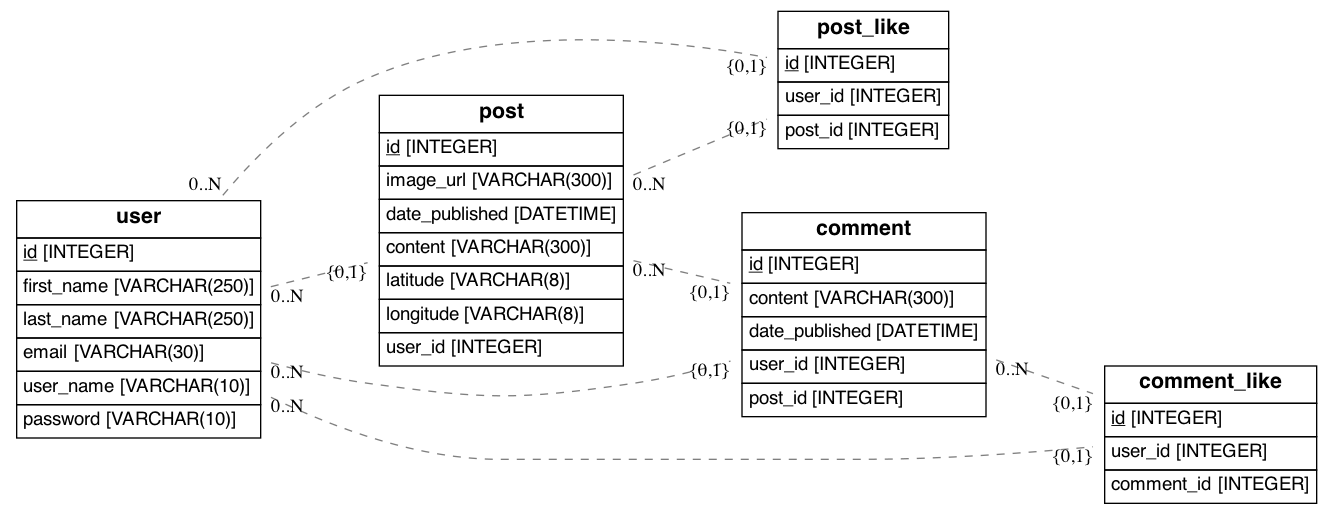 post_like
id [INTEGER]
user_id [INTEGER]
post_id [INTEGER]
{0,1}
{0,1}
0..N
0..N
post
id [INTEGER]
image_url [VARCHAR(300)]
date_published [DATETIME]
content [VARCHAR(300)]
latitude [VARCHAR(8)]
longitude [VARCHAR(8)]
user_id [INTEGER]
user
id [INTEGER]
first_name [VARCHAR(250)]
last_name [VARCHAR(250)]
email [VARCHAR(30)]
user_name [VARCHAR(10)]
password [VARCHAR(10)]
0..N
{0,1}
0..N
{0,1}
0..N
{0,1}
0..N
{0,1}
comment
id [INTEGER]
content [VARCHAR(300)]
date_published [DATETIME]
user_id [INTEGER]
post_id [INTEGER]
0..N
{0,1}
comment_like
id [INTEGER]
user_id [INTEGER]
comment_id [INTEGER]